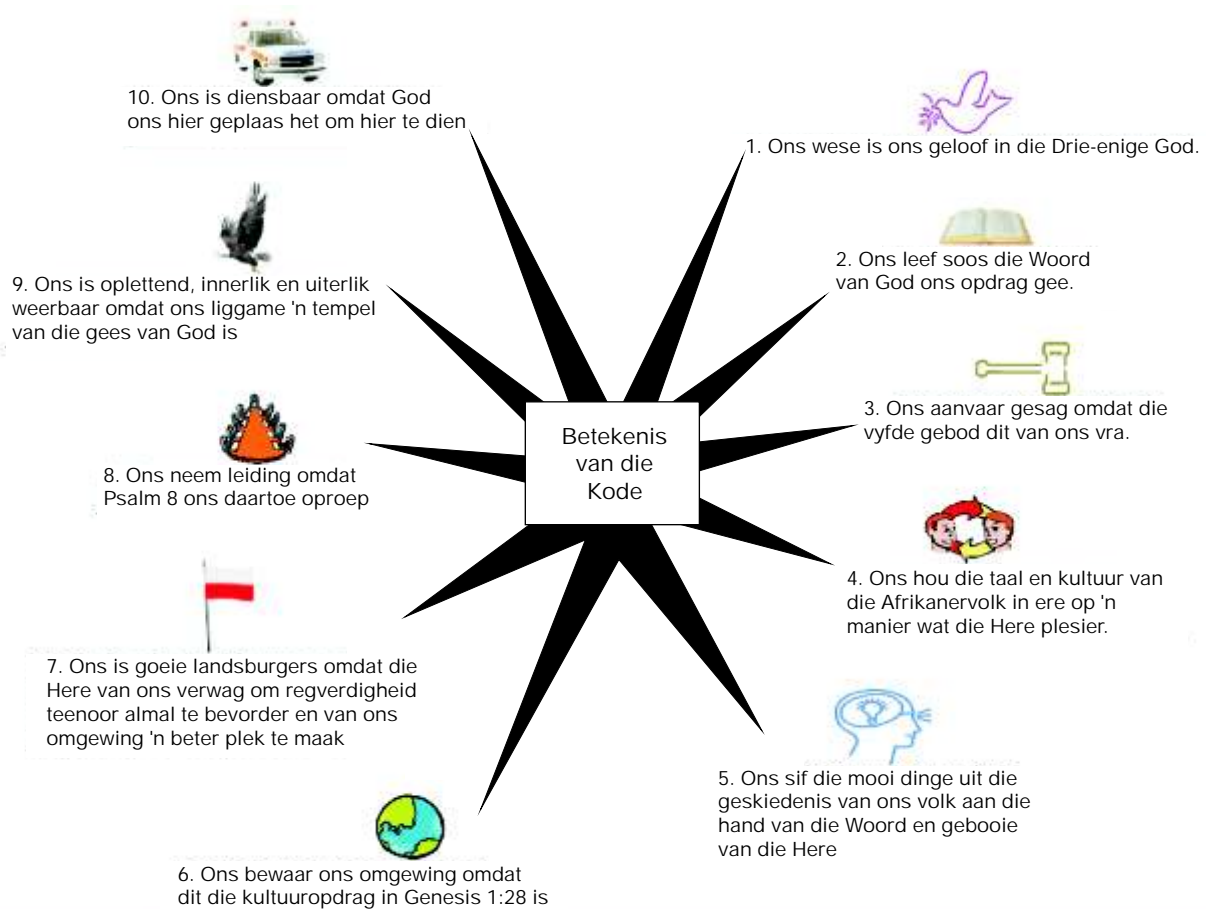 Betekenis
van die
Kode
1. Ons wese is ons geloof in die Drie-enige God.
2. Ons leef soos die Woord
van God ons opdrag gee.
3. Ons aanvaar gesag omdat die
vyfde gebod dit van ons vra.
4. Ons hou die taal en kultuur van
die Afrikanervolk in ere op 'n
manier wat die Here plesier.
5. Ons sif die mooi dinge uit die
geskiedenis van ons volk aan die
hand van die Woord en gebooie
van die Here
6. Ons bewaar ons omgewing omdat
dit die kultuuropdrag in Genesis 1:28 is
7. Ons is goeie landsburgers omdat die
Here van ons verwag om regverdigheid
teenoor almal te bevorder en van ons
omgewing 'n beter plek te maak
8. Ons neem leiding omdat
Psalm 8 ons daartoe oproep
9. Ons is oplettend, innerlik en uiterlik
weerbaar omdat ons liggame 'n tempel
van die gees van God is
10. Ons is diensbaar omdat God
ons hier geplaas het om hier te dien